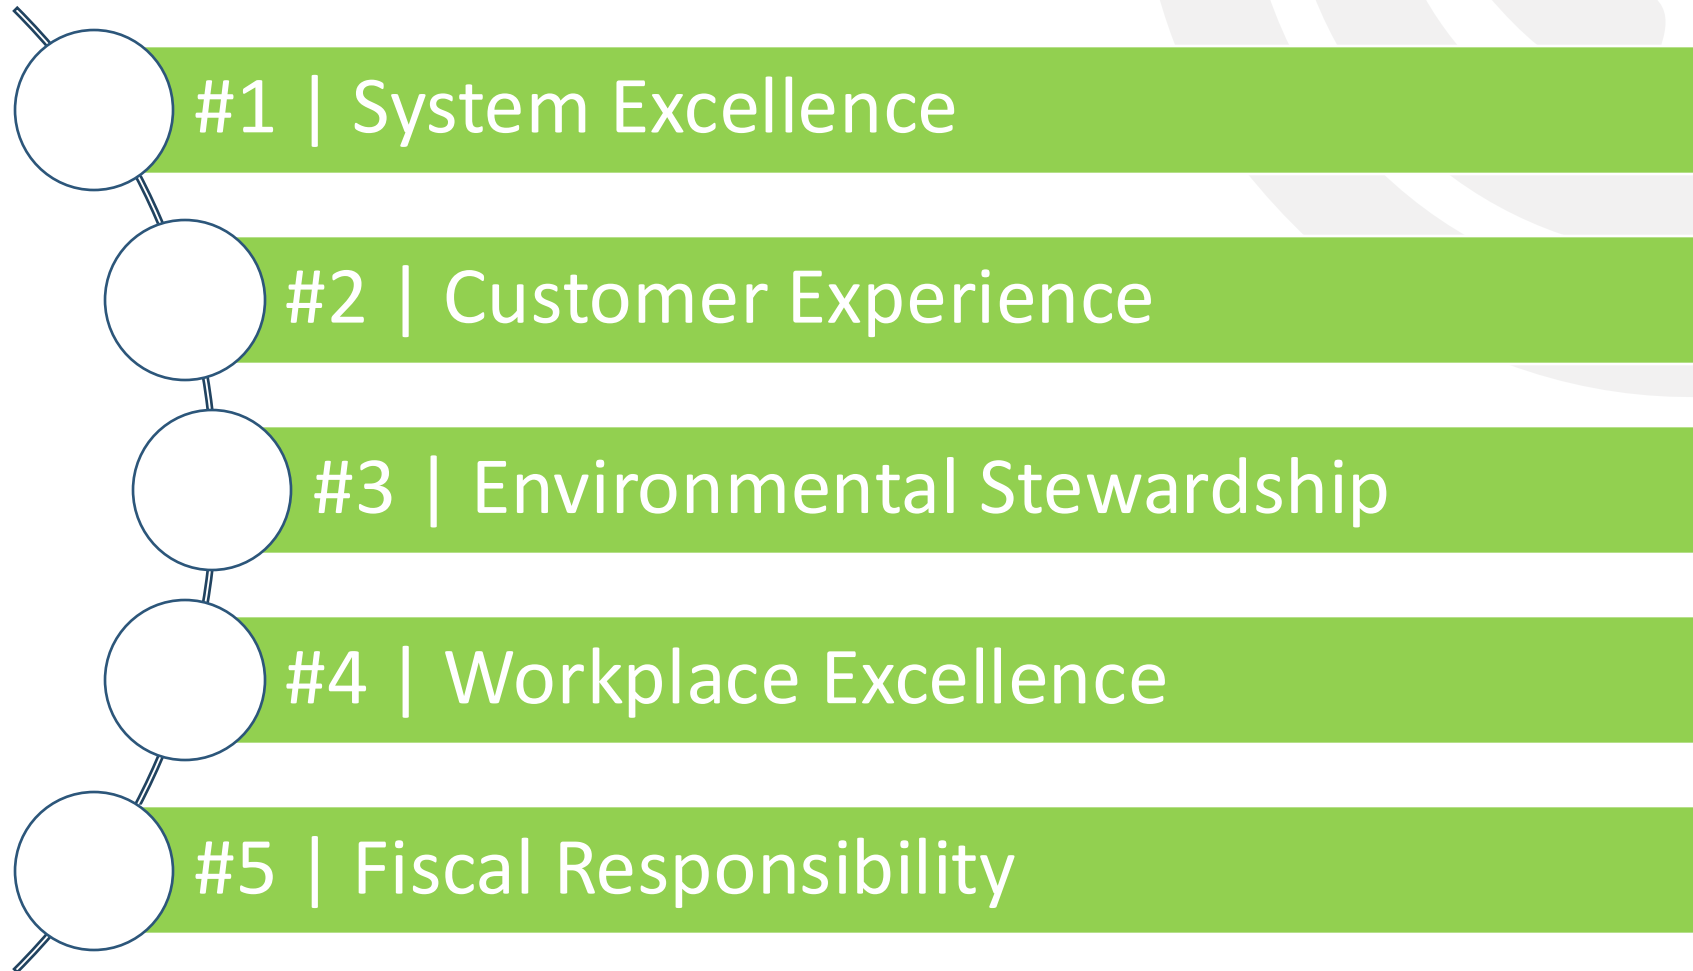 #1 | System Excellence
#2 | Customer Experience
#3 | Environmental Stewardship
#4 | Workplace Excellence
#5 | Fiscal Responsibility